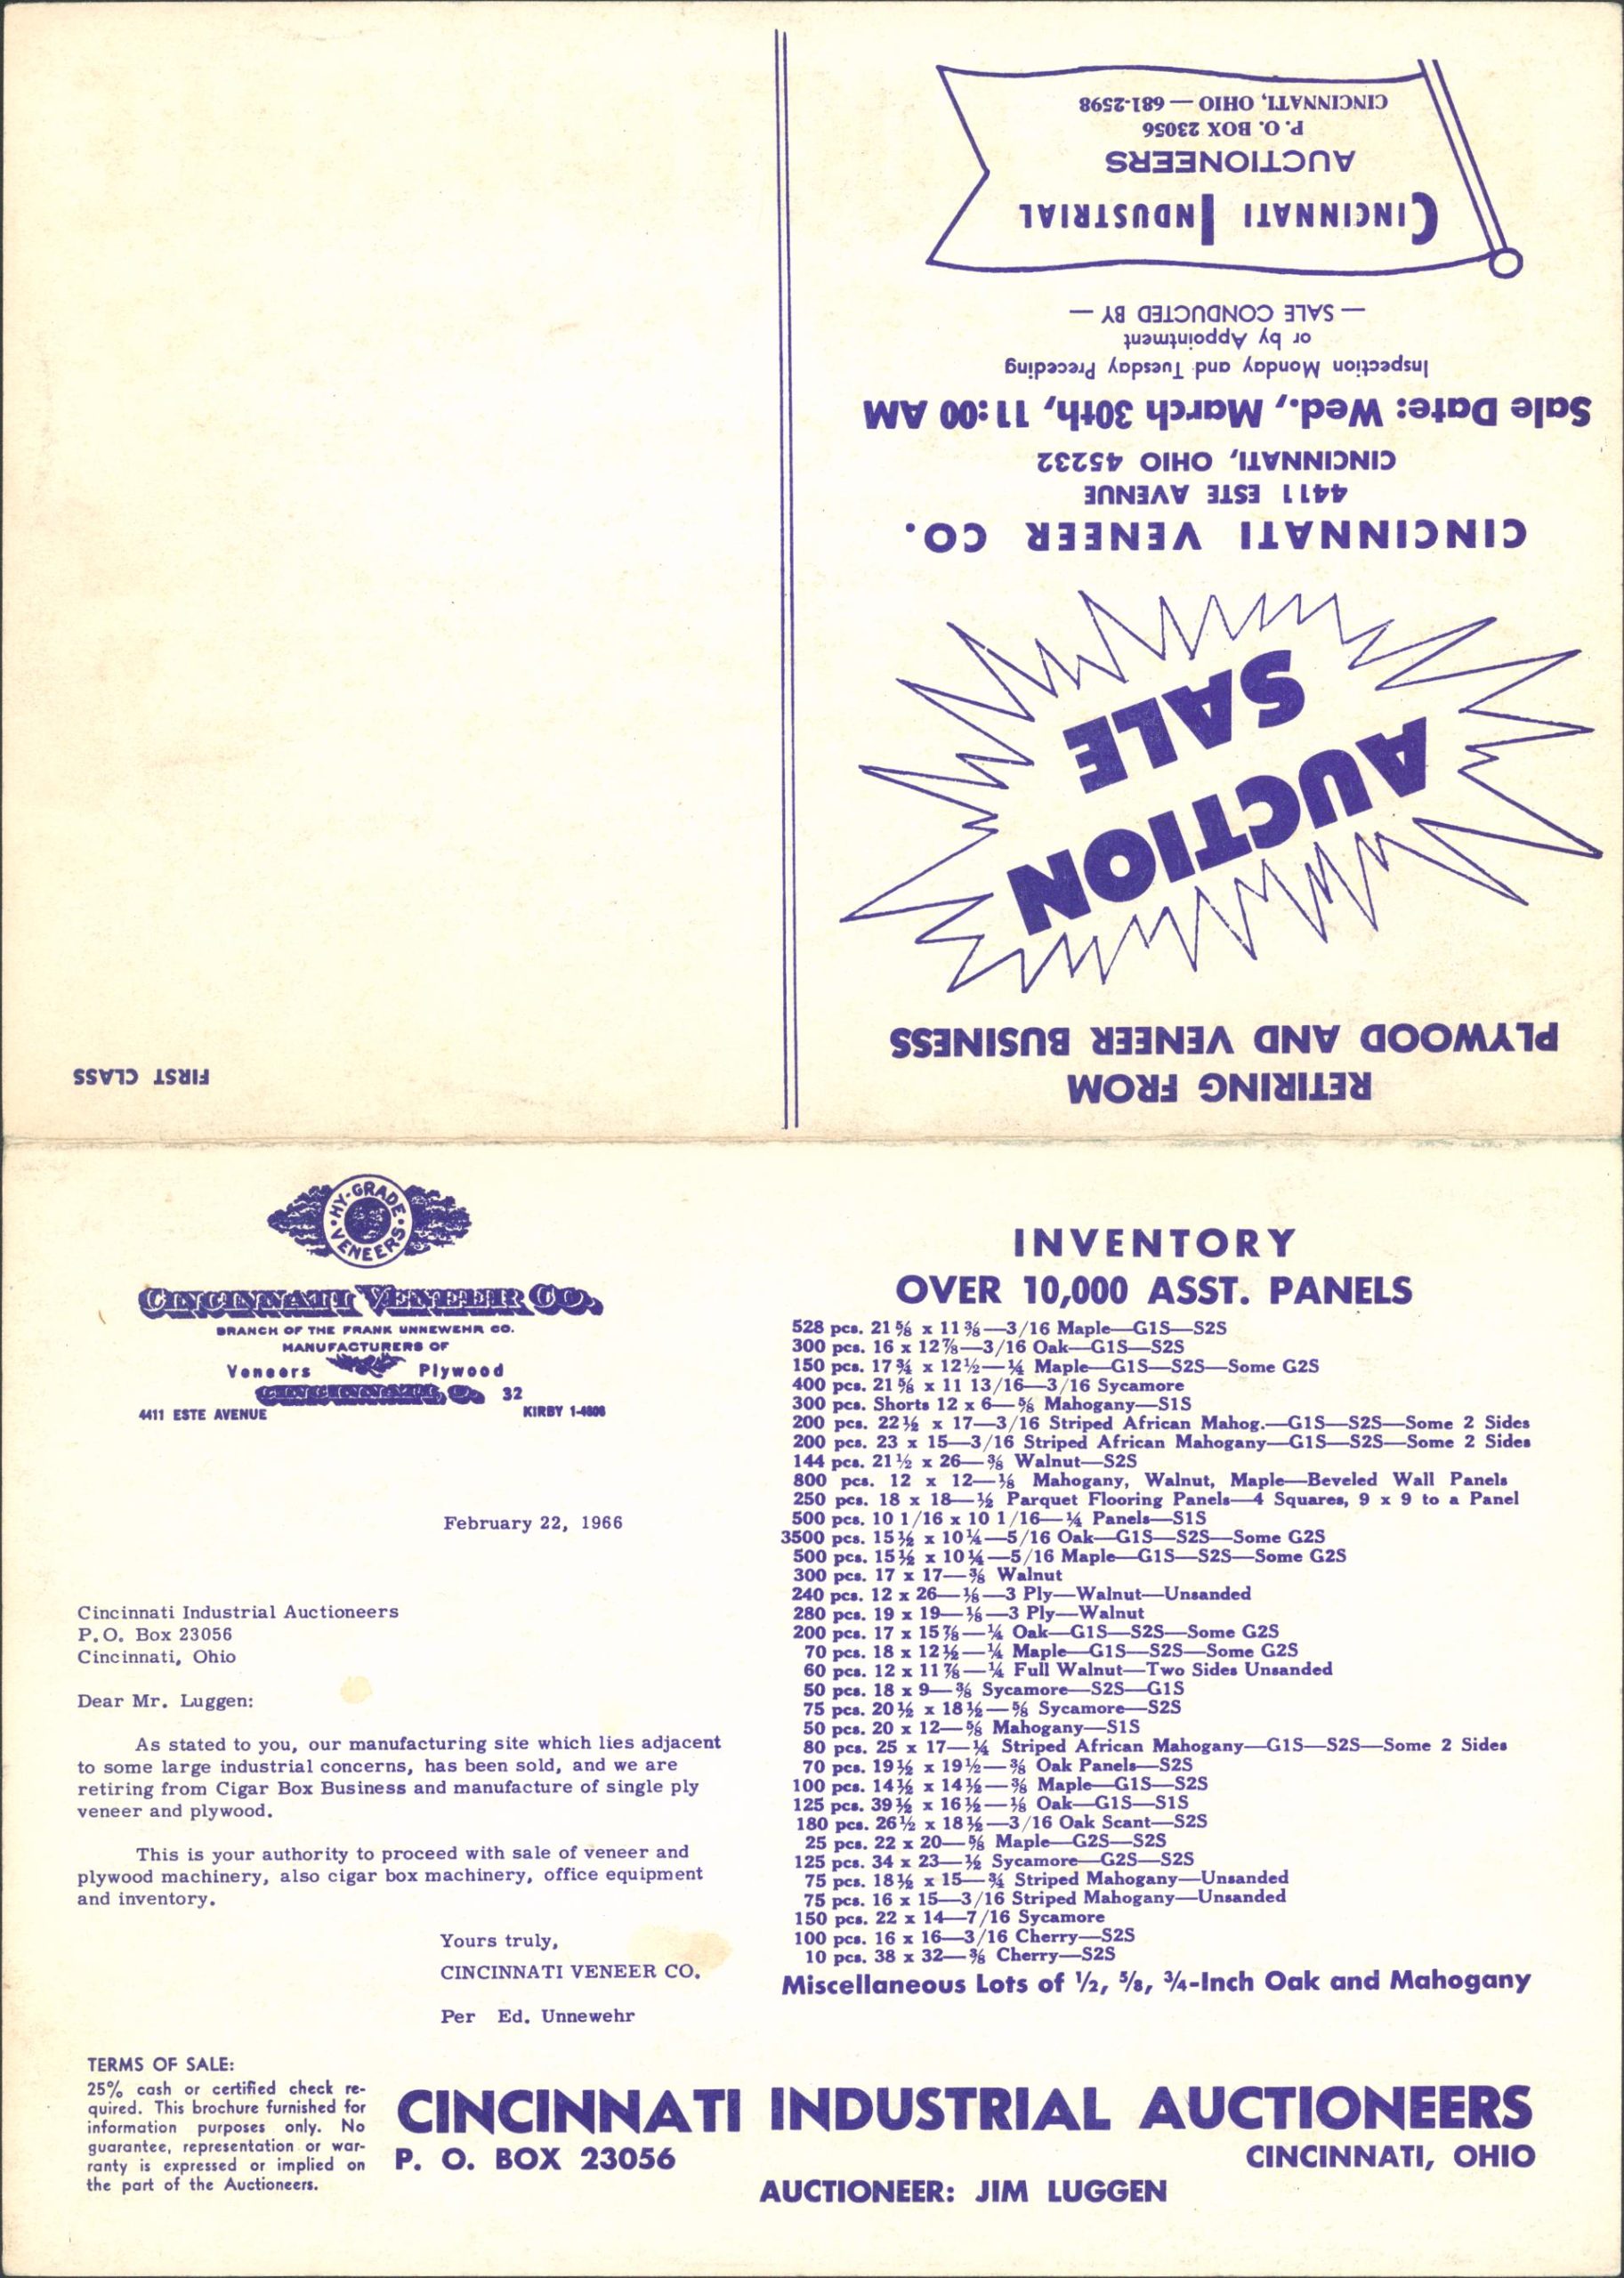 RETIRING FROM
PLYWOOD AND VENEER BUSINESS
AUCTION
SALE
CINCINNATI VENEER CO.
4411 ESTE AVENUE
CINCINNATI, OHIO 45232
Sale Date: Wed., March 30th, 11:00 AM
Inspection Monday and Tuesday Preceding
or by Appointment
— SALE CONDUCTED BY —
CINCINNATI INDUSTRIAL
AUCTIONEERS
P. O. BOX 23056
CINCINNATI, OHIO — 681-2598
FIRST CLASS
HY-GRADE
VENEERS
CINCINNATI VENEER CO.
BRANCH OF THE FRANK UNNEWEHR CO.
MANUFACTURERS OF
Veneers Plywood
CINCINNATI, O. 32
4411 ESTE AVENUE KIRBY 1-4806
February 22, 1966
Cincinnati Industrial Auctioneers
P.O. Box 23056
Cincinnati, Ohio
Dear Mr. Luggen:
As stated to you, our manufacturing site which lies adjacent
to some large industrial concerns, has been sold, and we are
retiring from Cigar Box Business and manufacture of single ply
veneer and plywood.
This is your authority to proceed with sale of veneer and
plywood machinery, also cigar box machinery, office equipment
and inventory.
Yours truly,
CINCINNATI VENEER CO.
Per Ed. Unnewehr
INVENTORY
OVER 10,000 ASST. PANELS
528 pcs. 21⅝ x 11⅜—3/16 Maple—G1S—S2S
300 pcs. 16 x 12⅞—3/16 Oak—G1S—S2S
150 pcs. 17¾ x 12½—¼ Maple—G1S—S2S—Some G2S
400 pcs. 21⅝ x 11 13/16—3/16 Sycamore
300 pcs. Shorts 12 x 6—⅝ Mahogany—S1S
200 pcs. 22½ x 17—3/16 Striped African Mahog.—G1S—S2S—Some 2 Sides
200 pcs. 23 x 15—3/16 Striped African Mahogany—G1S—S2S—Some 2 Sides
144 pcs. 21½ x 26—⅜ Walnut—S2S
800 pcs. 12 x 12—⅛ Mahogany, Walnut, Maple—Beveled Wall Panels
250 pcs. 18 x 18—½ Parquet Flooring Panels—4 Squares, 9 x 9 to a Panel
500 pcs. 10 1/16 x 10 1/16—¼ Panels—S1S
3500 pcs. 15½ x 10¼—5/16 Oak—G1S—S2S—Some G2S
500 pcs. 15½ x 10¼—5/16 Maple—G1S—S2S—Some G2S
300 pcs. 17 x 17—⅜ Walnut
240 pcs. 12 x 26—⅛—3 Ply—Walnut—Unsanded
280 pcs. 19 x 19—⅛—3 Ply—Walnut
200 pcs. 17 x 15⅞—¼ Oak—G1S—S2S—Some G2S
70 pcs. 18 x 12½—¼ Maple—G1S—S2S—Some G2S
60 pcs. 12 x 11⅞—¼ Full Walnut—Two Sides Unsanded
50 pcs. 18 x 9—⅜ Sycamore—S2S—G1S
75 pcs. 20½ x 18½—⅝ Sycamore—S2S
50 pcs. 20 x 12—⅝ Mahogany—S1S
80 pcs. 25 x 17—¼ Striped African Mahogany—G1S—S2S—Some 2 Sides
70 pcs. 19½ x 19½—⅜ Oak Panels—S2S
100 pcs. 14½ x 14½—⅜ Maple—G1S—S2S
125 pcs. 39½ x 16½—⅛ Oak—G1S—S1S
180 pcs. 26½ x 18½—3/16 Oak Scant—S2S
25 pcs. 22 x 20—⅝ Maple—G2S—S2S
125 pcs. 34 x 23—½ Sycamore—G2S—S2S
75 pcs. 18½ x 15—¾ Striped Mahogany—Unsanded
75 pcs. 16 x 15—3/16 Striped Mahogany—Unsanded
150 pcs. 22 x 14—7/16 Sycamore
100 pcs. 16 x 16—3/16 Cherry—S2S
10 pcs. 38 x 32—⅜ Cherry—S2S
Miscellaneous Lots of ½, ⅝, ¾-Inch Oak and Mahogany
TERMS OF SALE:
25% cash or certified check re-
quired. This brochure furnished for
information purposes only. No
guarantee, representation or war-
ranty is expressed or implied on
the part of the Auctioneers.
CINCINNATI INDUSTRIAL AUCTIONEERS
P. O. BOX 23056 CINCINNATI, OHIO
AUCTIONEER: JIM LUGGEN